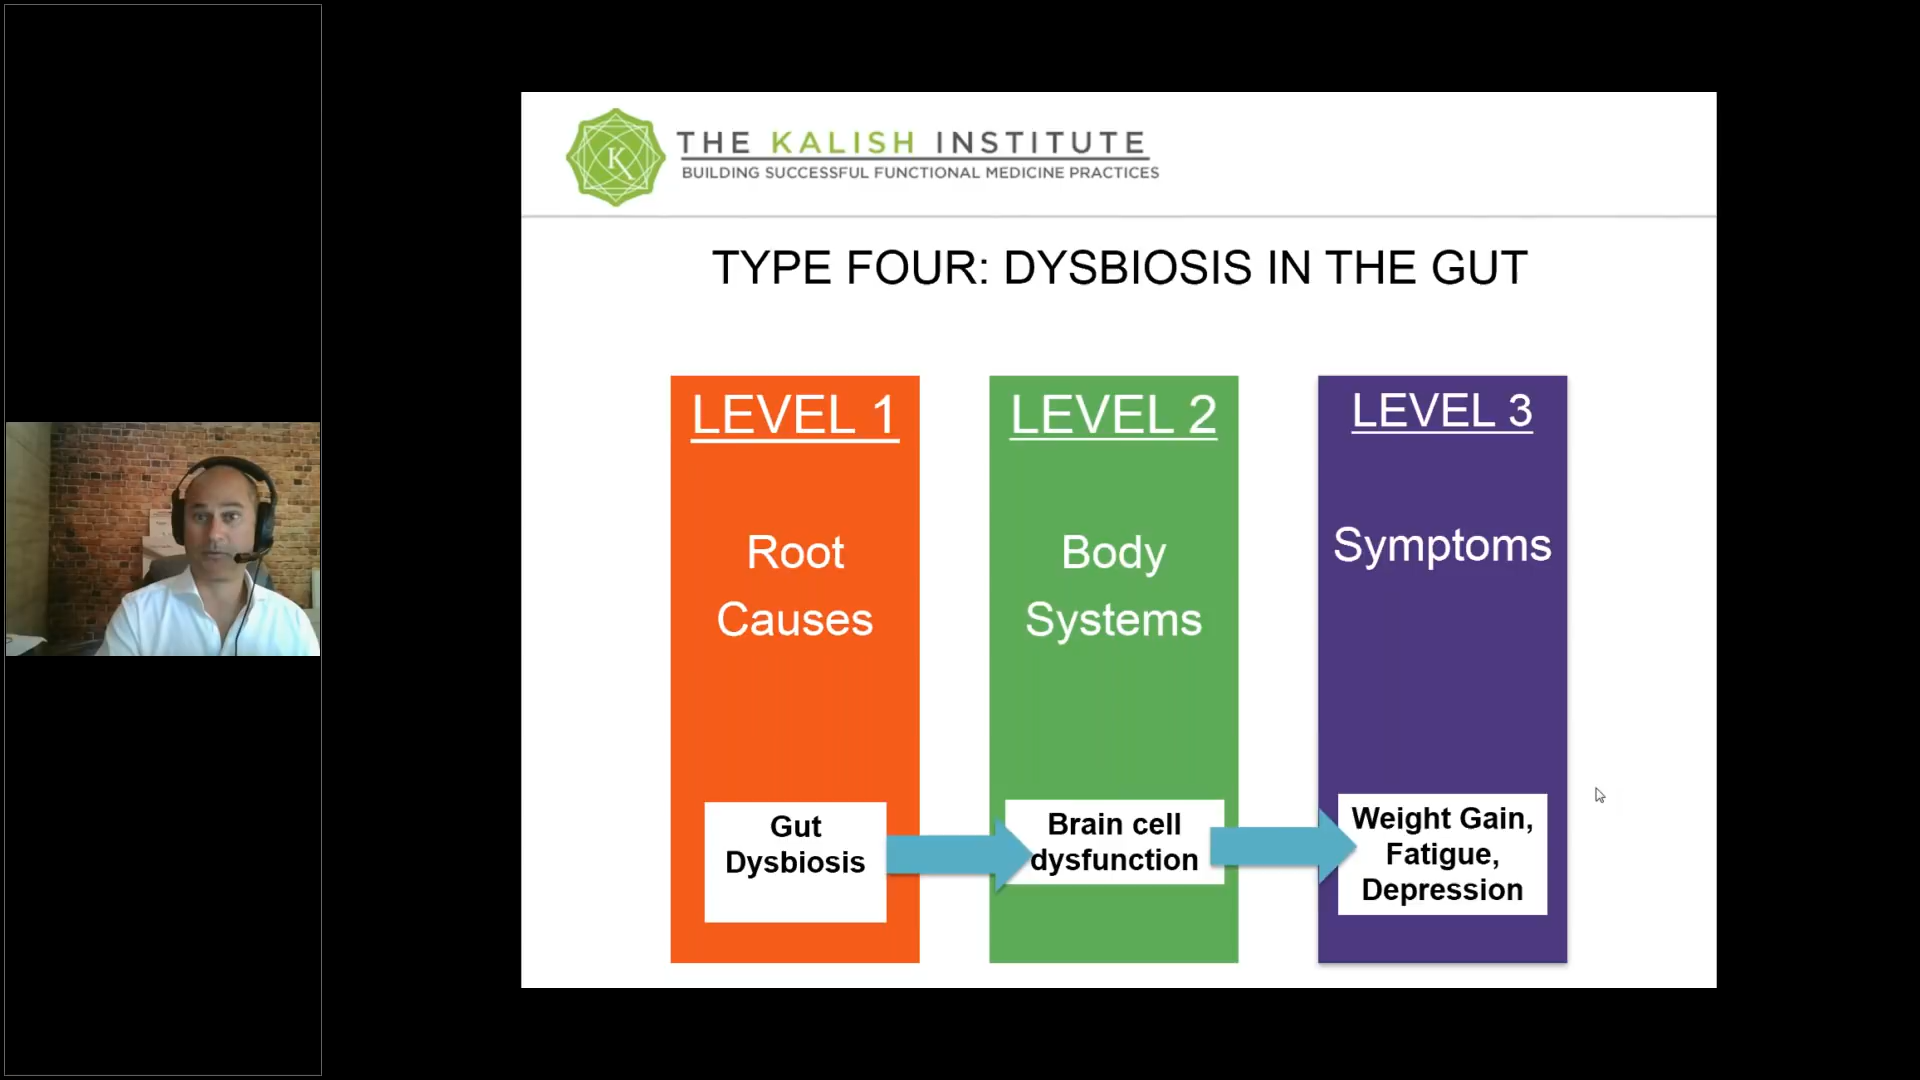 K
THE KALISH INSTITUTE
BUILDING SUCCESSFUL FUNCTIONAL MEDICINE PRACTICES
TYPE FOUR: DYSBIOSIS IN THE GUT
LEVEL 1
Root
Causes
Gut
Dysbiosis
LEVEL 2
Body
Systems
Brain cell
dysfunction
LEVEL 3
Symptoms
Weight Gain,
Fatigue,
Depression